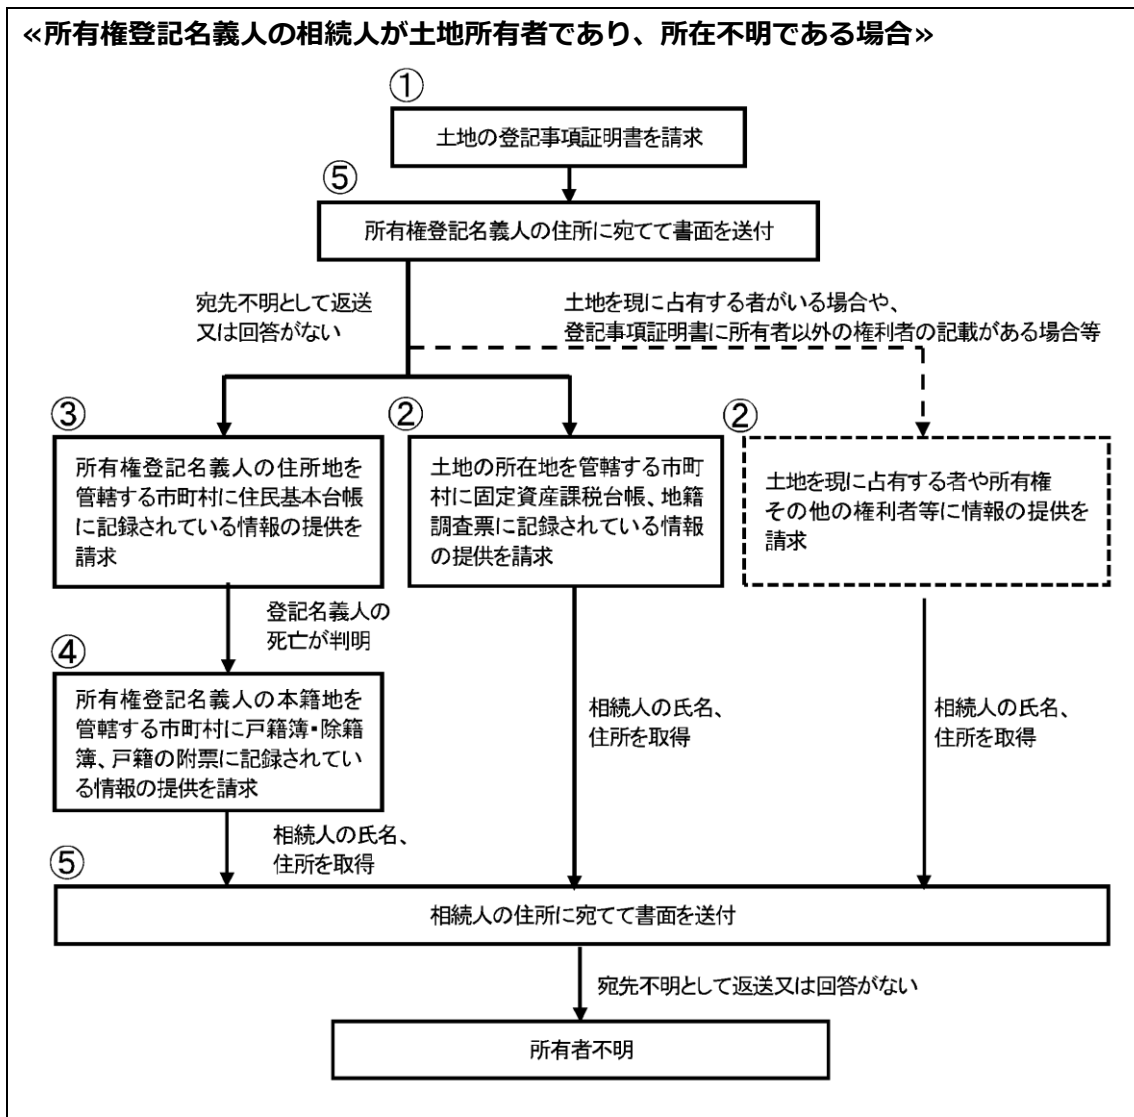 ≪所有権登記名義人の相続人が土地所有者であり、所在不明である場合≫
①
土地の登記事項証明書を請求
⑤
所有権登記名義人の住所に宛てて書面を送付
宛先不明として返送
又は回答がない
土地を現に占有する者がいる場合や、
登記事項証明書に所有者以外の権利者の記載がある場合等
③
所有権登記名義人の住所地を
管轄する市町村に住民基本台帳
に記録されている情報の提供を
請求
②
土地の所在地を管轄する市町
村に固定資産課税台帳、地籍
調査票に記録されている情報
の提供を請求
②
土地を現に占有する者や所有権
その他の権利者等に情報の提供を
請求
登記名義人の
死亡が判明
④
所有権登記名義人の本籍地を
管轄する市町村に戸籍簿・除籍
簿、戸籍の附票に記録されてい
る情報の提供を請求
相続人の氏名、
住所を取得
相続人の氏名、
住所を取得
相続人の氏名、
住所を取得
⑤
相続人の住所に宛てて書面を送付
宛先不明として返送又は回答がない
所有者不明